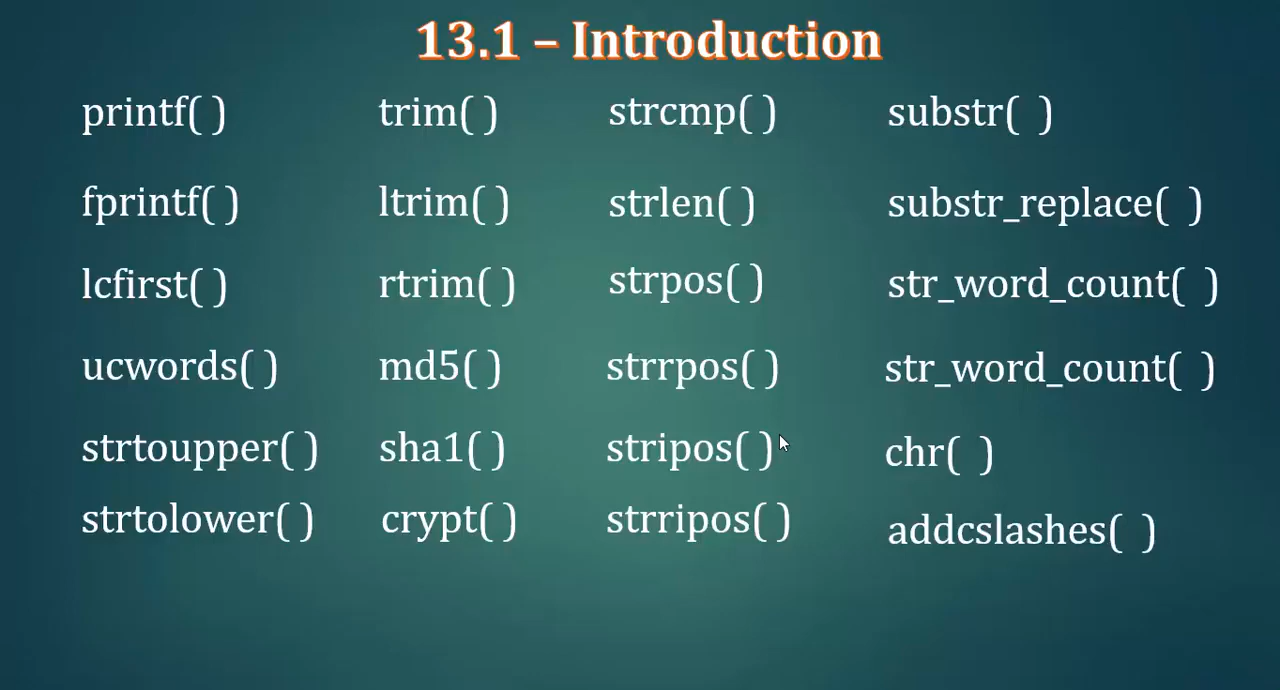 13.1 – Introduction
printf( ) trim( ) strcmp( ) substr( )
fprintf( ) ltrim( ) strlen( ) substr_replace( )
lcfirst( ) rtrim( ) strpos( ) str_word_count( )
ucwords( ) md5( ) strrpos( ) str_word_count( )
strtoupper( ) sha1( ) stripos( ) chr( )
strtolower( ) crypt( ) strripos( ) addcslashes( )